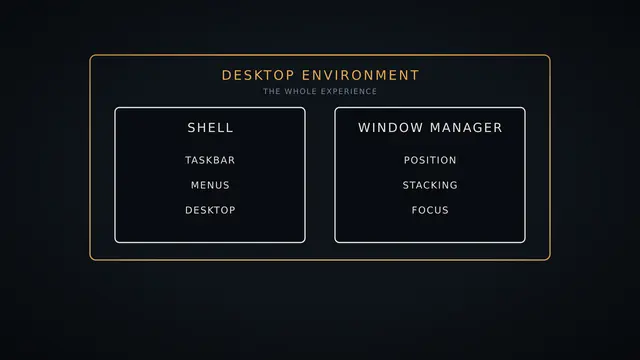 DESKTOP ENVIRONMENT
THE WHOLE EXPERIENCE
SHELL
TASKBAR
MENUS
DESKTOP
WINDOW MANAGER
POSITION
STACKING
FOCUS